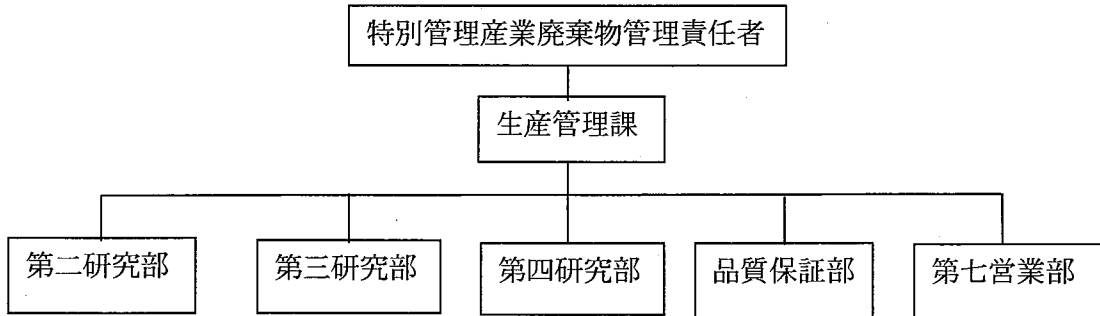 特別管理産業廃棄物管理責任者
生産管理課
第二研究部
第三研究部
第四研究部
品質保証部
第七営業部